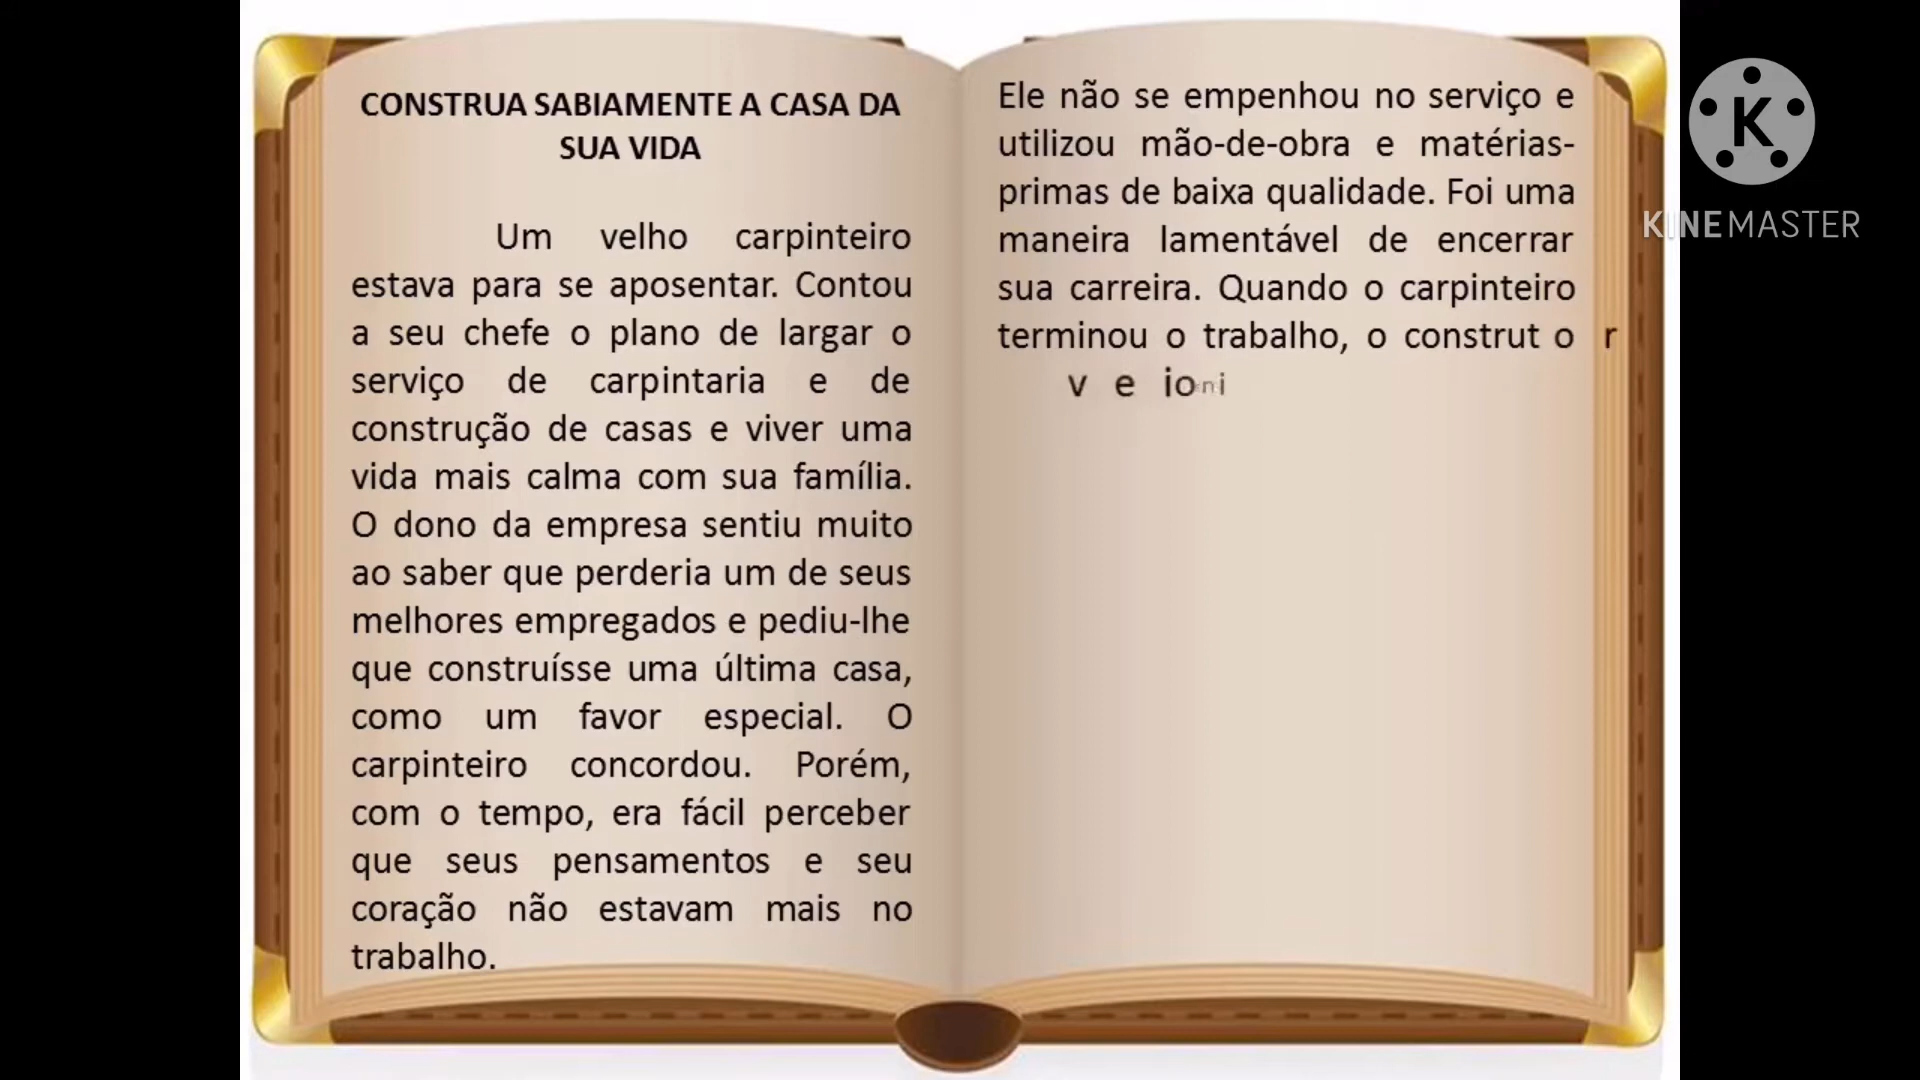 CONSTRUA SABIAMENTE A CASA DA
SUA VIDA
Um velho carpinteiro
estava para se aposentar. Contou
a seu chefe o plano de largar o
serviço de carpintaria e de
construção de casas e viver uma
vida mais calma com sua família.
O dono da empresa sentiu muito
ao saber que perderia um de seus
melhores empregados e pediu-lhe
que construísse uma última casa,
como um favor especial. O
carpinteiro concordou. Porém,
com o tempo, era fácil perceber
que seus pensamentos e seu
coração não estavam mais no
trabalho.
Ele não se empenhou no serviço e
utilizou mão-de-obra e matérias-
primas de baixa qualidade. Foi uma
maneira lamentável de encerrar
sua carreira. Quando o carpinteiro
terminou o trabalho, o construt o r
v e io
KINEMASTER